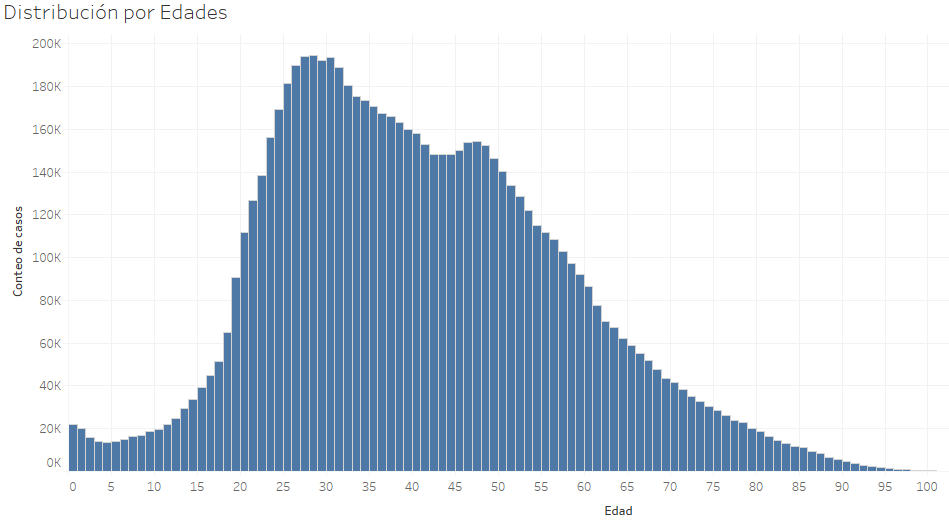 Distribución por Edades
200K
180K
160K
140K
120K
100K
80K
60K
40K
20K
0K
Conteo de casos
0 5 10 15 20 25 30 35 40 45 50 55 60 65 70 75 80 85 90 95 100
Edad